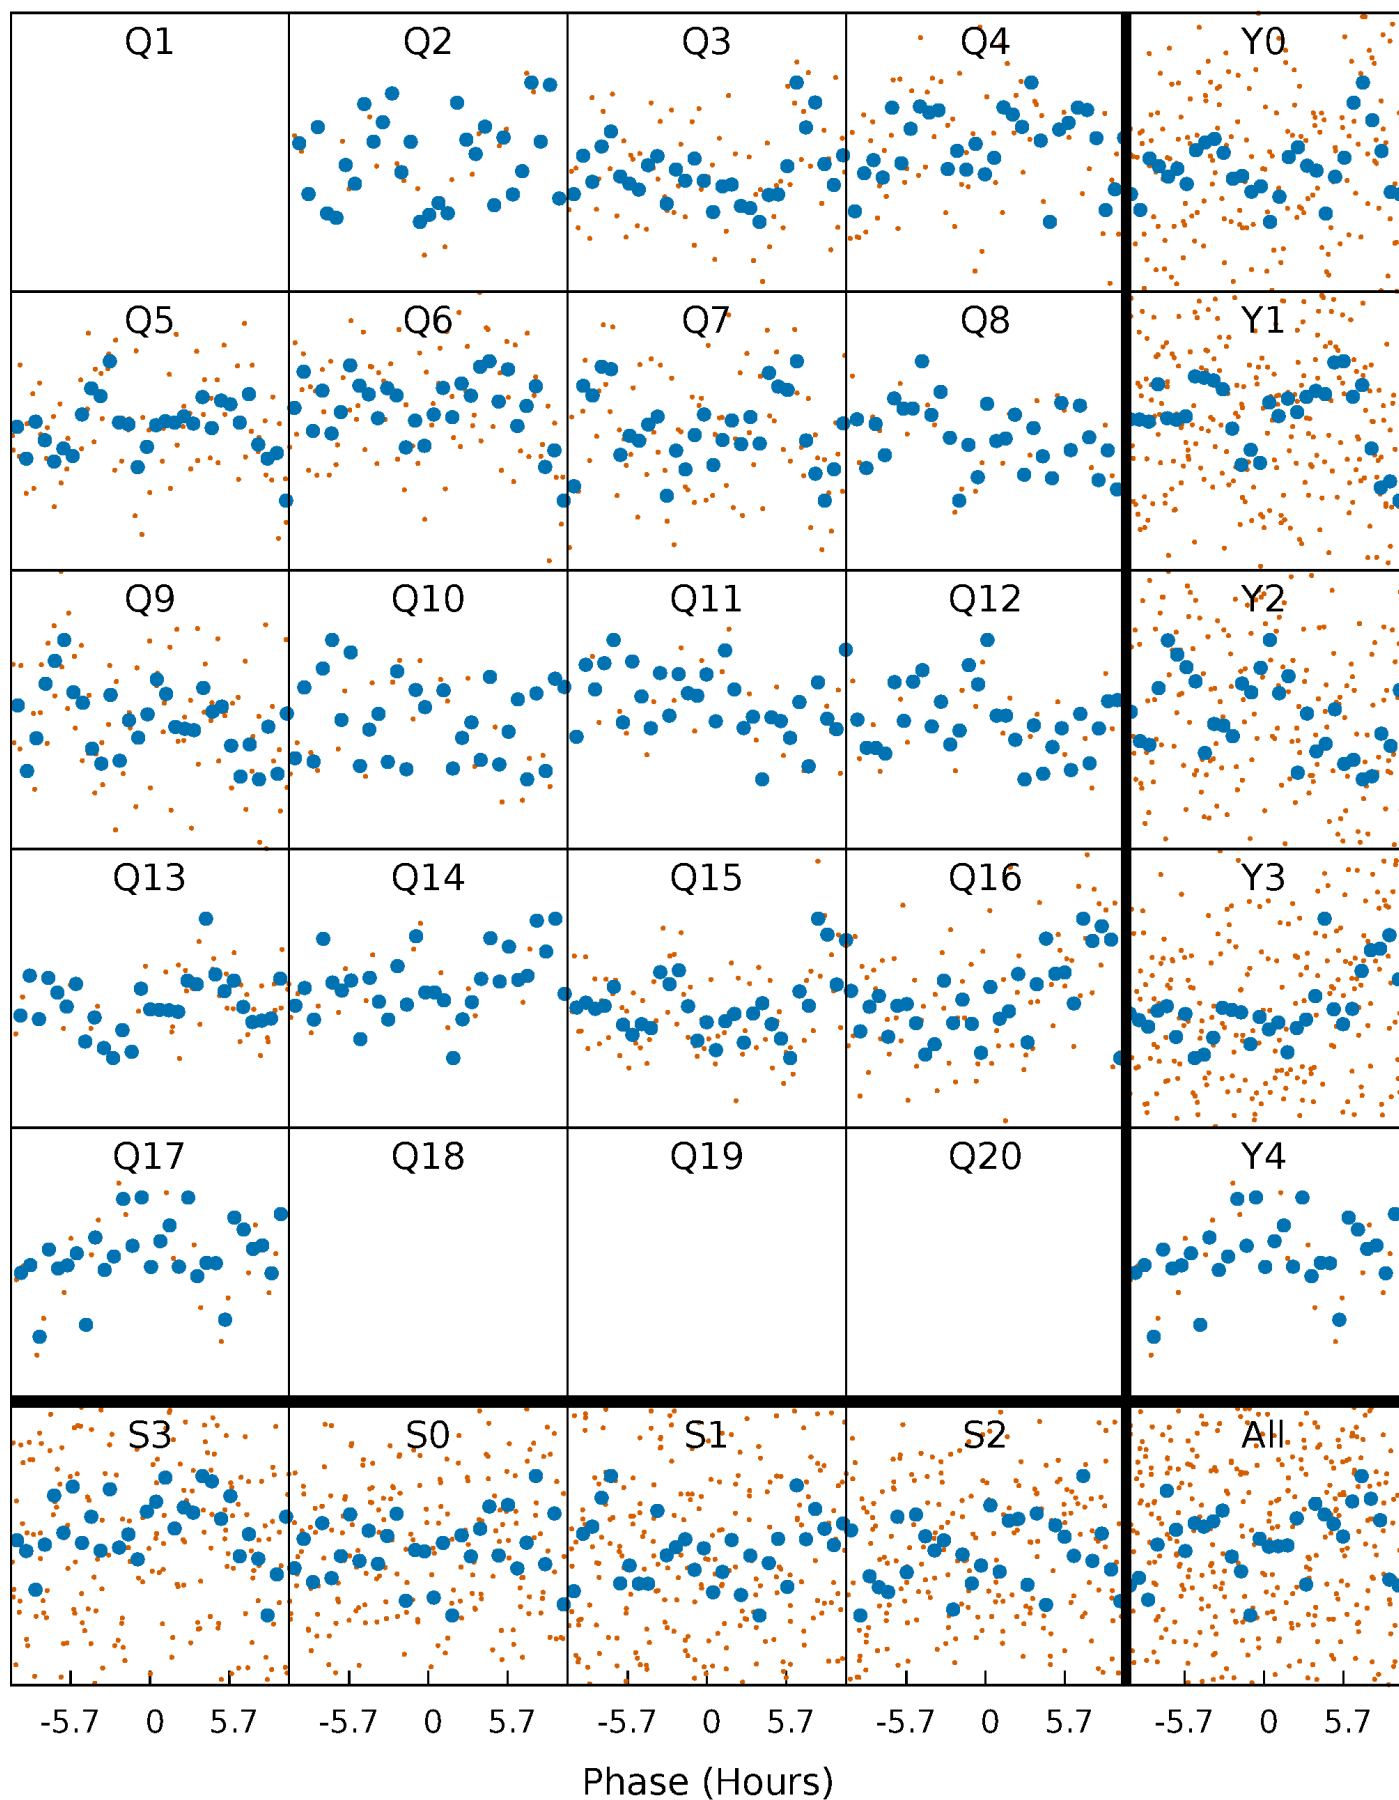 Q1 Q2 Q3 Q4 Y0
Q5 Q6 Q7 Q8 Y1
Q9 Q10 Q11 Q12 Y2
Q13 Q14 Q15 Q16 Y3
Q17 Q18 Q19 Q20 Y4
S3 S0 S1 S2 All
-5.7 0 5.7 -5.7 0 5.7 -5.7 0 5.7 -5.7 0 5.7 -5.7 0 5.7
Phase (Hours)